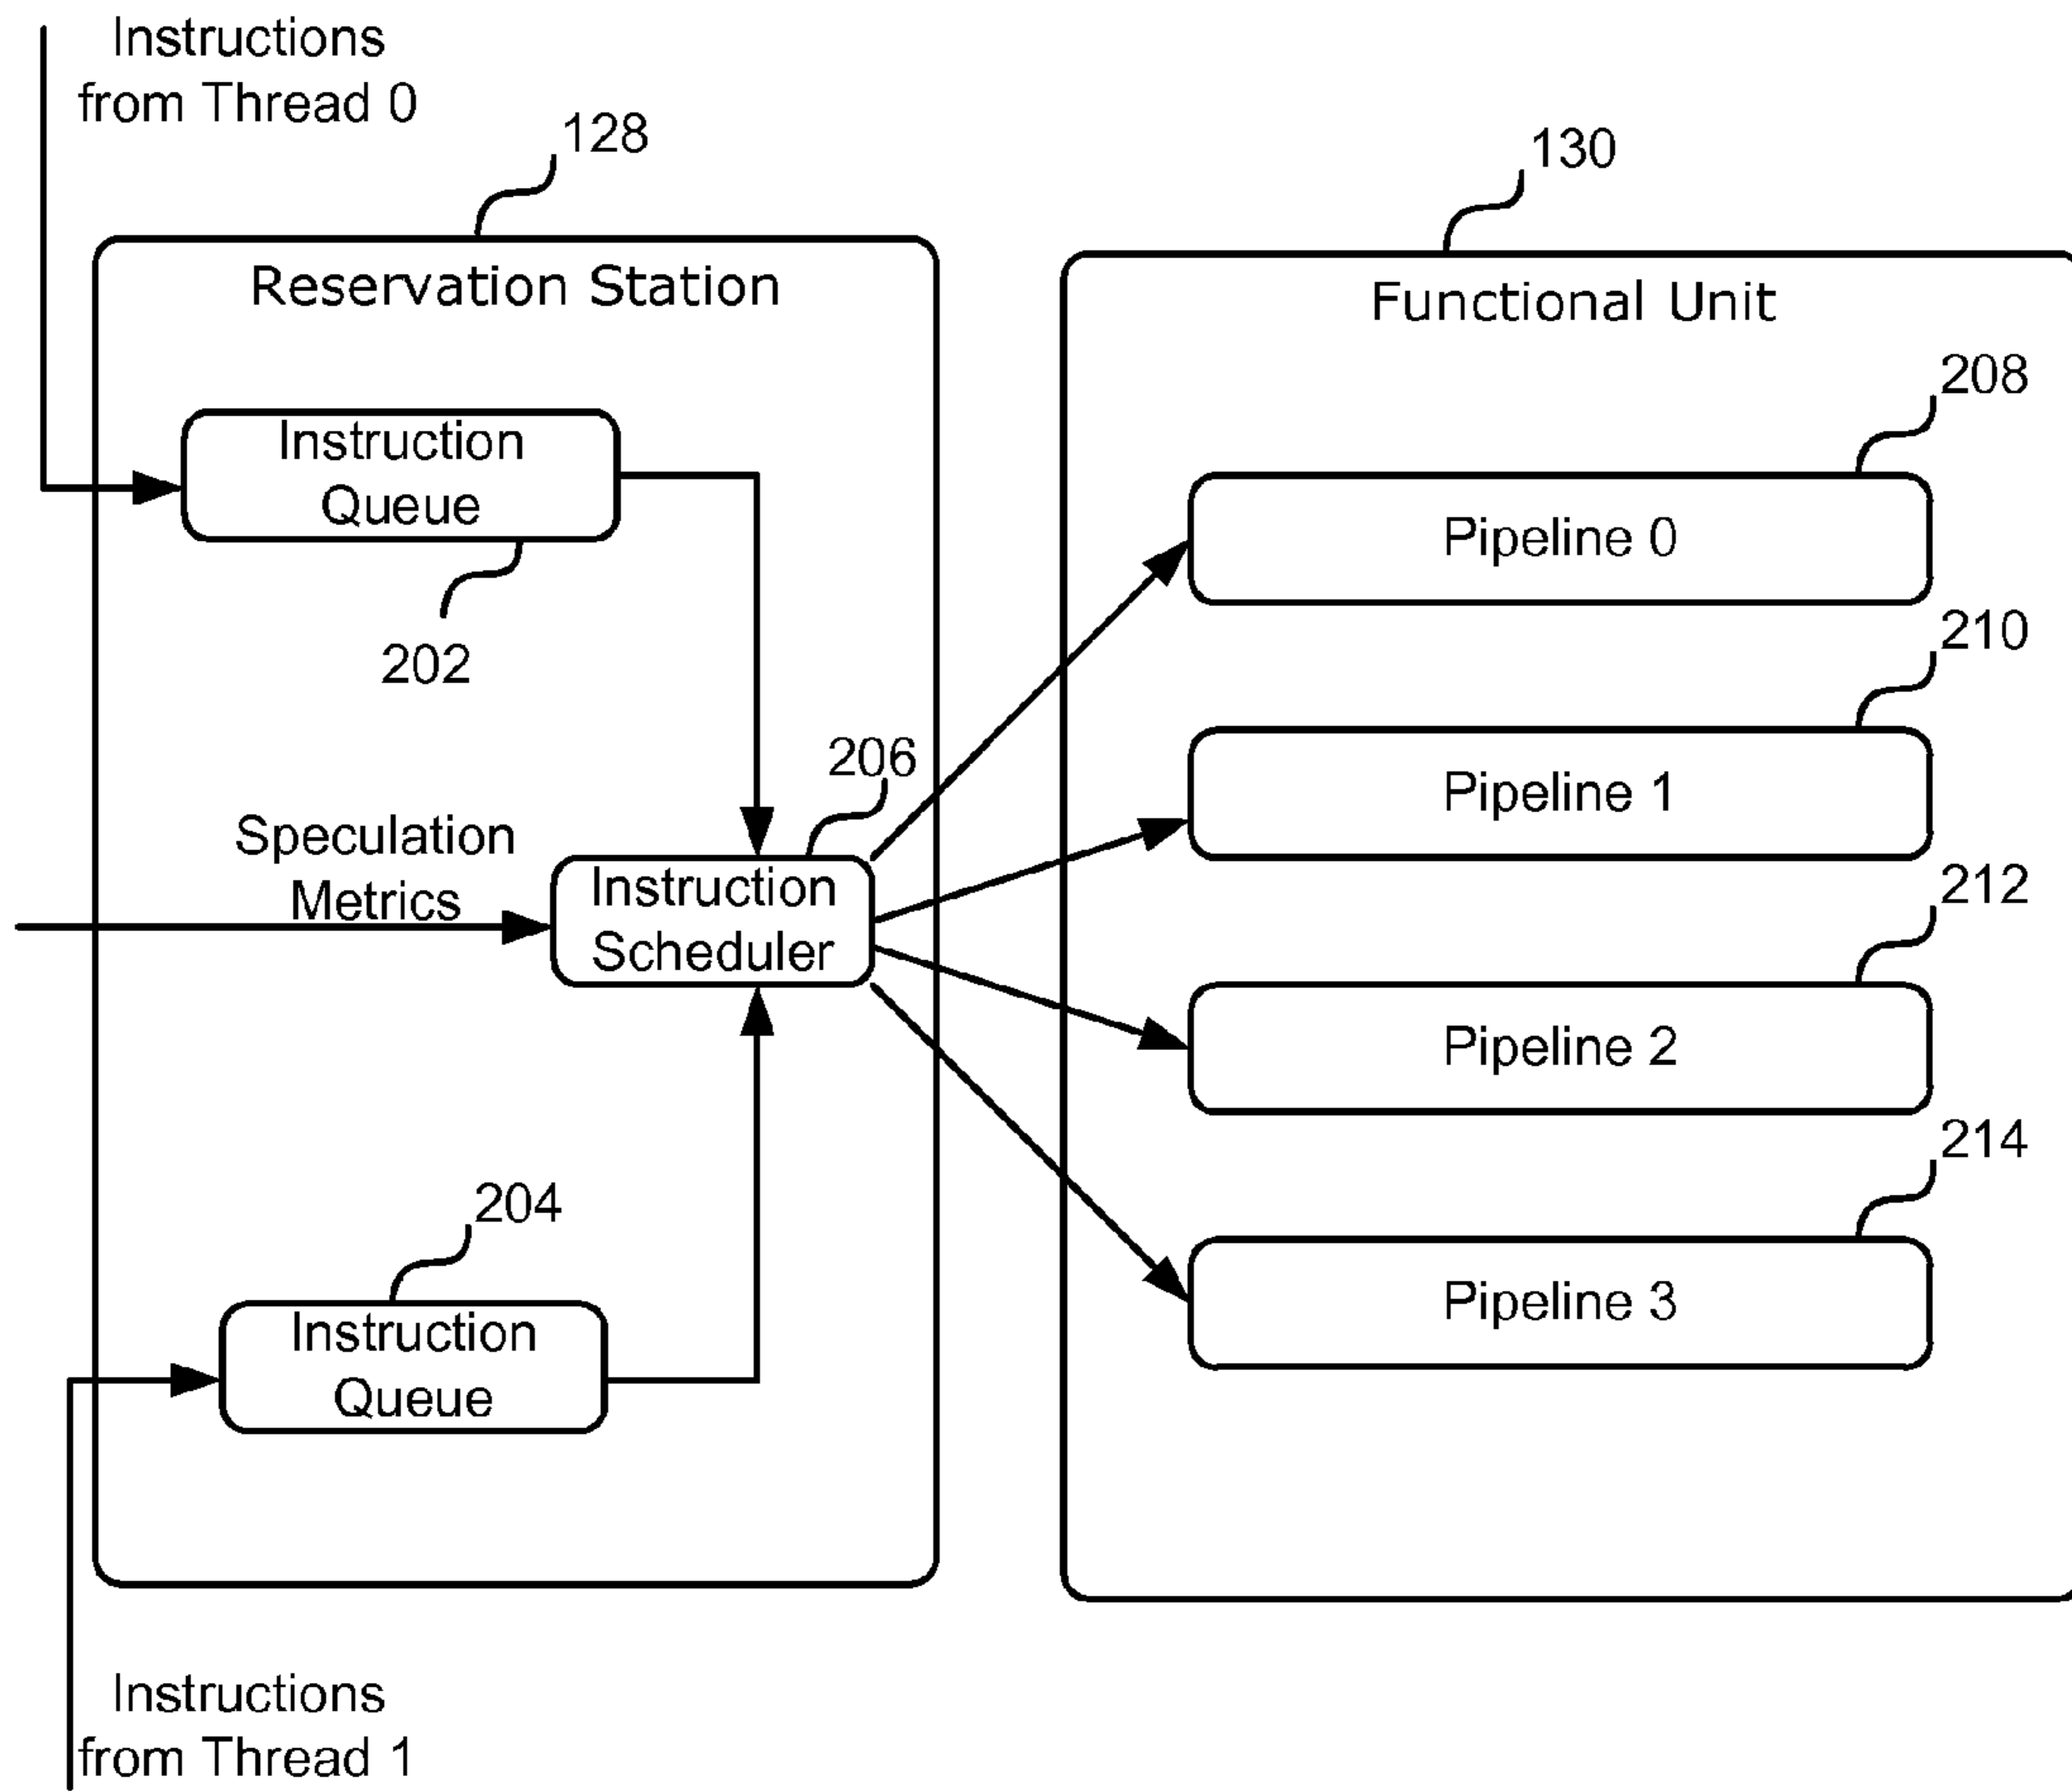 Instructions
from Thread 0
128
130
Reservation Station
Functional Unit
208
Instruction
Queue
Pipeline 0
202
210
206
Pipeline 1
Speculation
Metrics
Instruction
Scheduler
212
Pipeline 2
214
204
Pipeline 3
Instruction
Queue
Instructions
from Thread 1